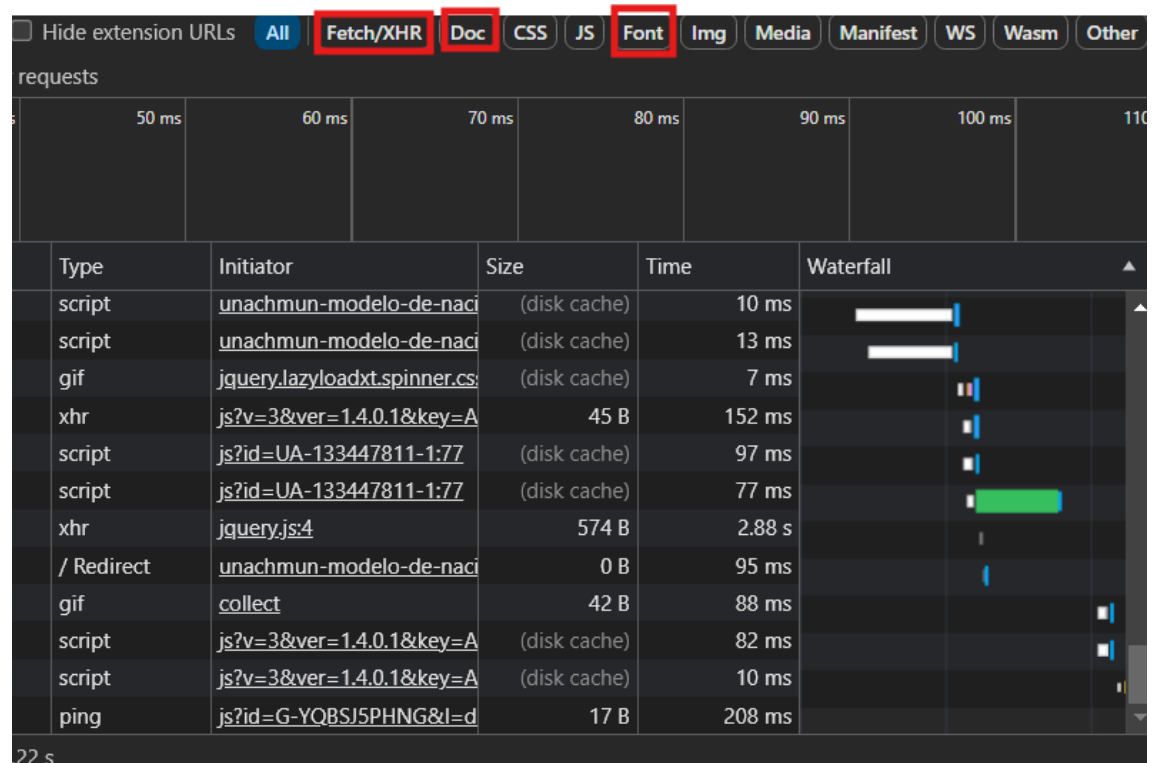 Hide extension URLs All Fetch/XHR Doc CSS JS Font Img Media Manifest WS Wasm Other
requests
50 ms 60 ms 70 ms 80 ms 90 ms 100 ms 110
Type Initiator Size Time Waterfall
script unachmun-modelo-de-naci (disk cache) 10 ms
script unachmun-modelo-de-naci (disk cache) 13 ms
gif jquery.lazyloadxt.spinner.cs (disk cache) 7 ms
xhr js?v=3&ver=1.4.0.1&key=A 45 B 152 ms
script js?id=UA-133447811-1:77 (disk cache) 97 ms
script js?id=UA-133447811-1:77 (disk cache) 77 ms
xhr jquery.js:4 574 B 2.88 s
/ Redirect unachmun-modelo-de-naci 0 B 95 ms
gif collect 42 B 88 ms
script js?v=3&ver=1.4.0.1&key=A (disk cache) 82 ms
script js?v=3&ver=1.4.0.1&key=A (disk cache) 10 ms
ping js?id=G-YQBSJ5PHNG&l=d 17 B 208 ms
22 s